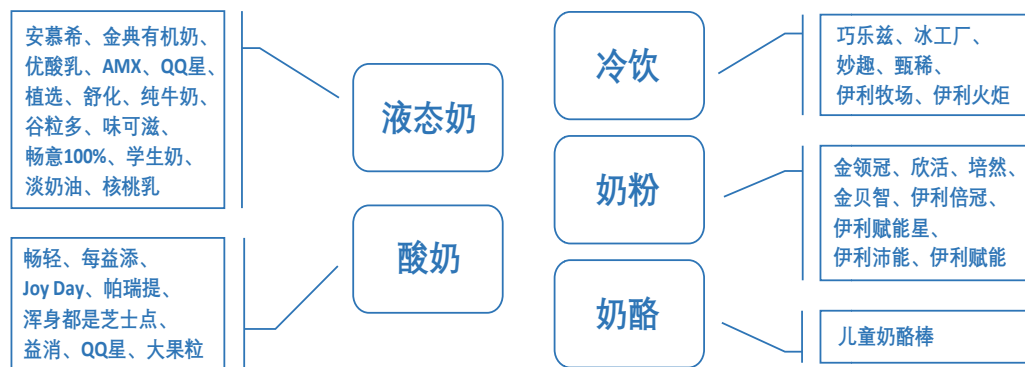 安慕希、金典有机奶、
优酸乳、AMX、QQ星、
植选、舒化、纯牛奶、
谷粒多、味可滋、
畅意100%、学生奶、
淡奶油、核桃乳
液态奶
畅轻、每益添、
Joy Day、帕瑞提、
浑身都是芝士点、
益消、QQ星、大果粒
酸奶
冷饮
巧乐兹、冰工厂、
妙趣、甄稀、
伊利牧场、伊利火炬
奶粉
金领冠、欣活、培然、
金贝智、伊利倍冠、
伊利赋能星、
伊利沛能、伊利赋能
奶酪
儿童奶酪棒